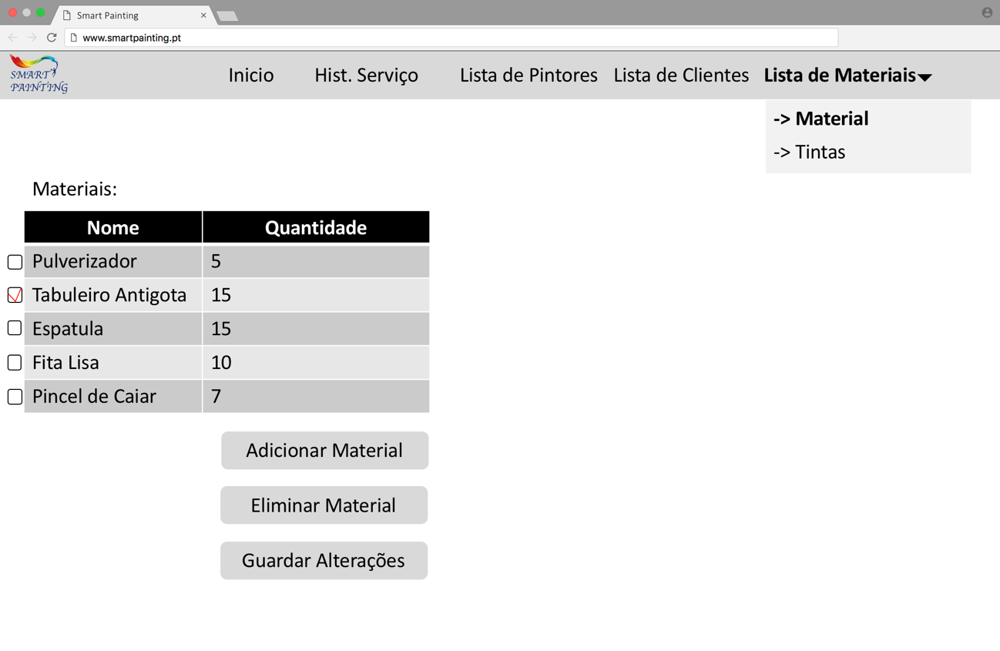 Smart Painting
www.smartpainting.pt
SMART
PAINTING
Inicio Hist. Serviço Lista de Pintores Lista de Clientes Lista de Materiais
-> Material
-> Tintas
Materiais:
Nome Quantidade
Pulverizador 5
Tabuleiro Antigota 15
Espatula 15
Fita Lisa 10
Pincel de Caiar 7
Adicionar Material
Eliminar Material
Guardar Alterações